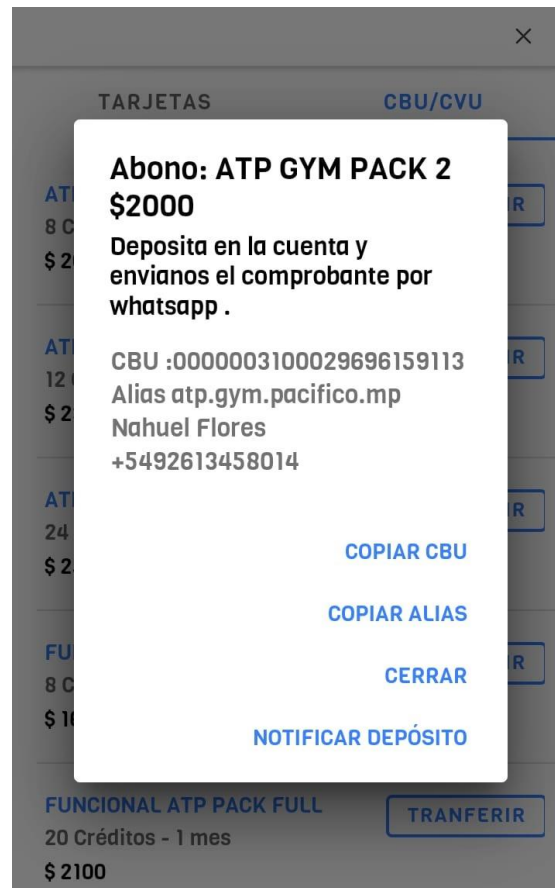 TARJETAS CBU/CVU
Abono: ATP GYM PACK 2
$2000
Deposita en la cuenta y
envianos el comprobante por
whatsapp .
CBU :0000003100029696159113
Alias atp.gym.pacifico.mp
Nahuel Flores
+5492613458014
COPIAR CBU
COPIAR ALIAS
CERRAR
NOTIFICAR DEPÓSITO
FUNCIONAL ATP PACK FULL
TRANFERIR
20 Créditos - 1 mes
$ 2100